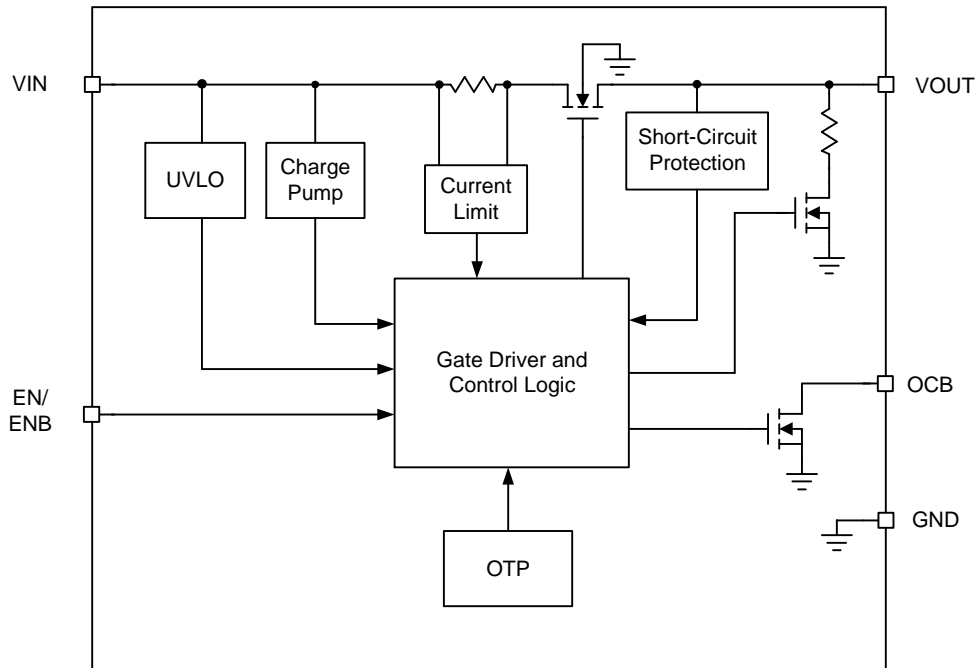 VIN
VOUT
UVLO
Charge
Pump
Current
Limit
Short-Circuit
Protection
Gate Driver and
Control Logic
EN/
ENB
OCB
GND
OTP